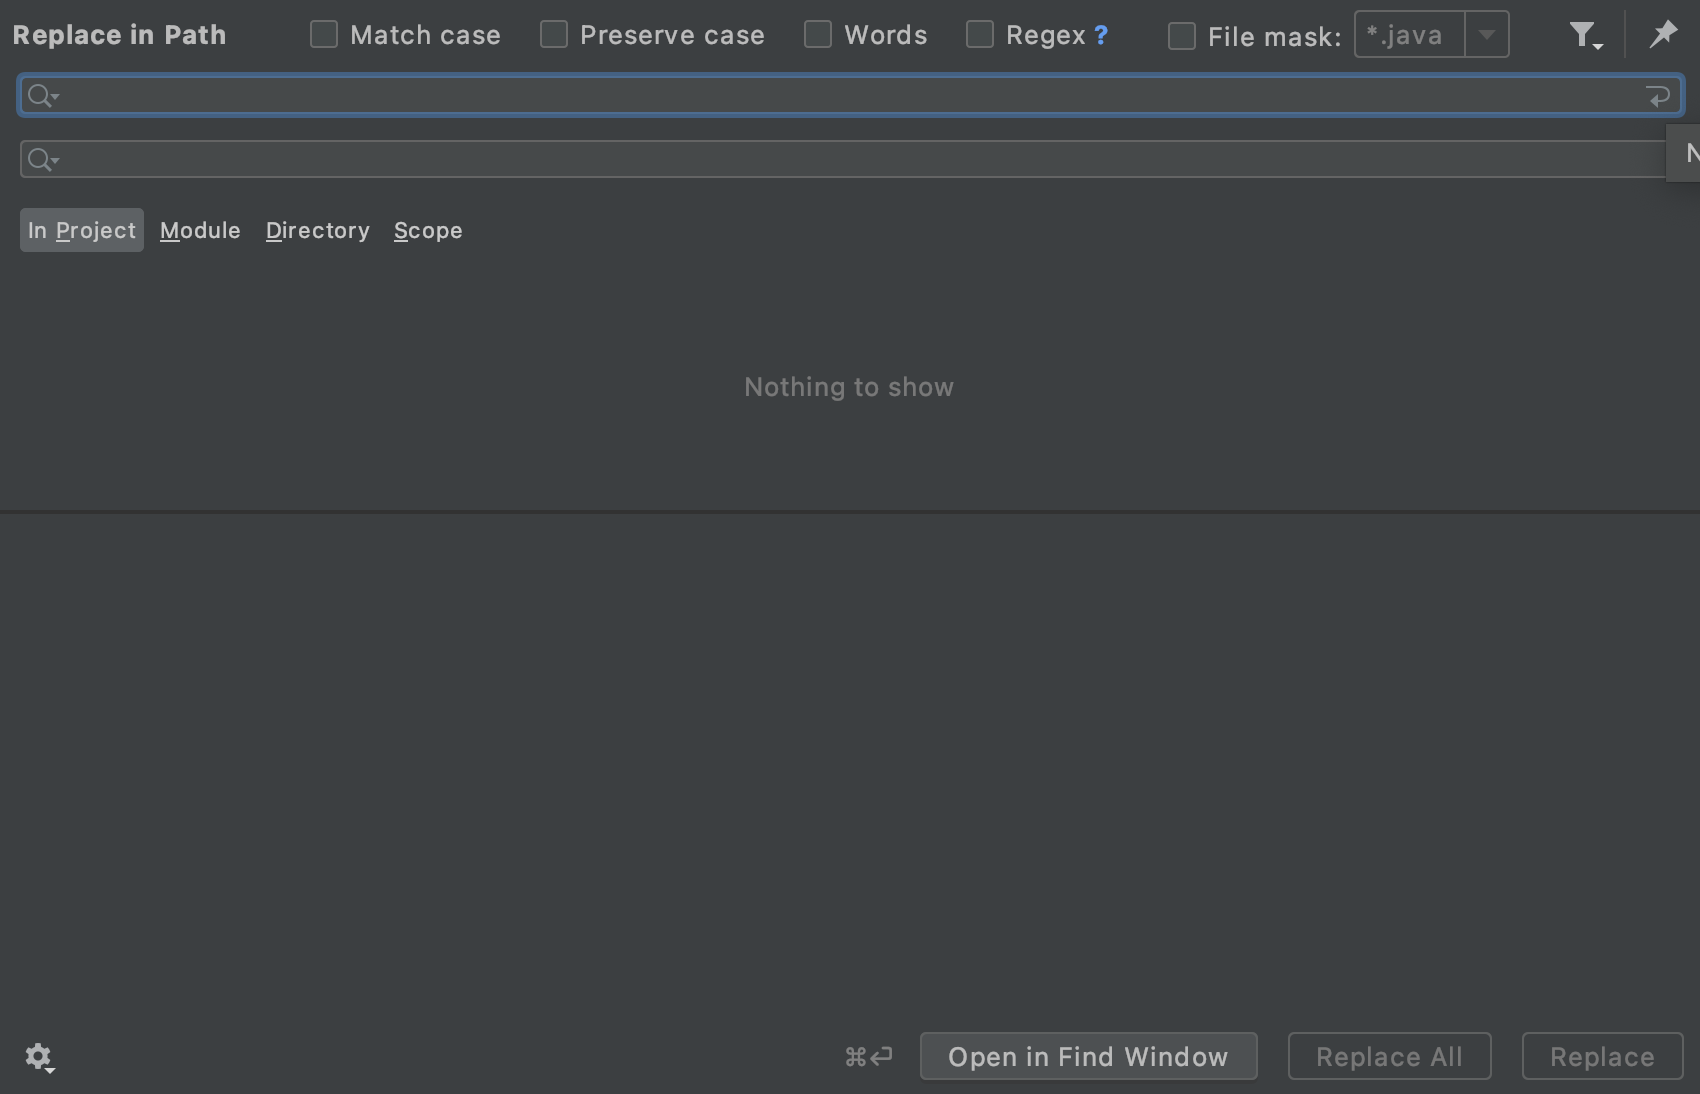 Replace in Path Match case Preserve case Words Regex ? File mask: *.java
N
In Project Module Directory Scope
Nothing to show
⌘↵ Open in Find Window Replace All Replace